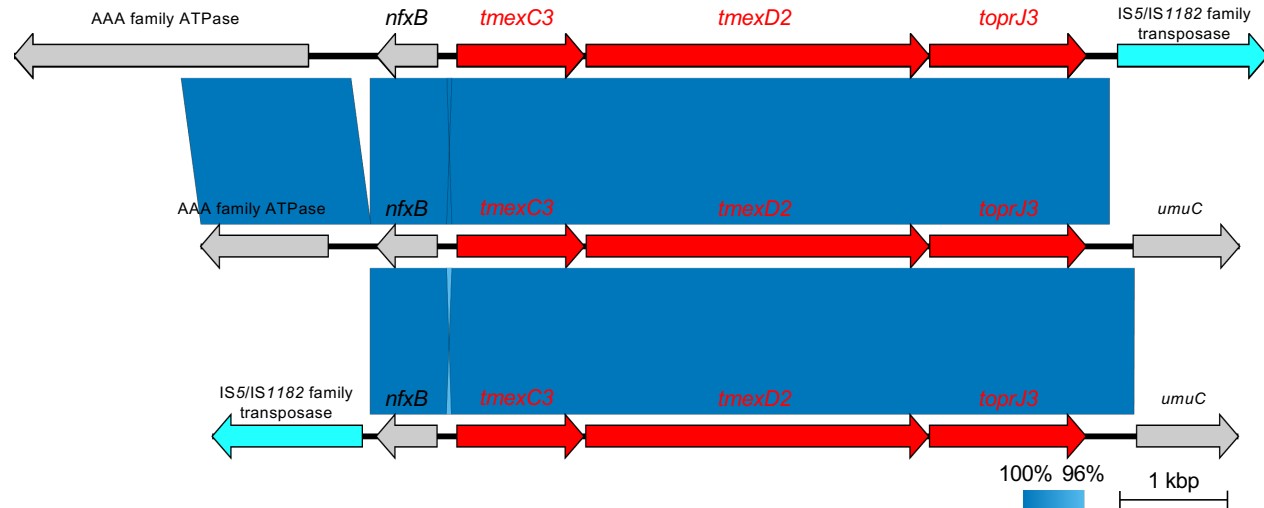 AAA family ATPase
nfxB
tmexC3
tmexD2
toprJ3
IS5/IS1182 family
transposase
AAA family ATPase
nfxB
tmexC3
tmexD2
toprJ3
umuC
IS5/IS1182 family
transposase
nfxB
tmexC3
tmexD2
toprJ3
umuC
100% 96%
1 kbp